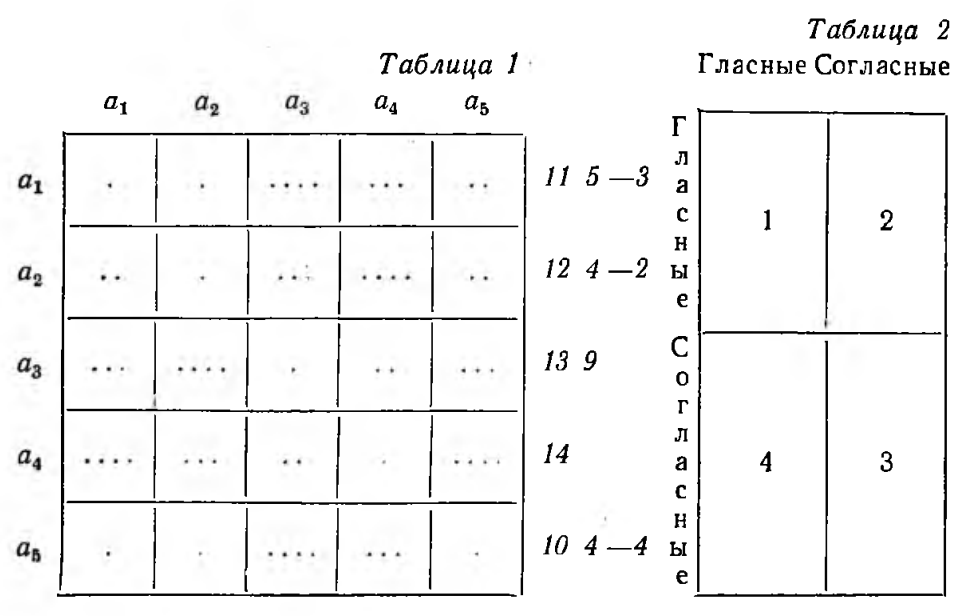 Таблица 1
a₁ a₂ a₃ a₄ a₅
a₁ . . .... ... .. 11 5 —3
a₂ .. . ... .... .. 12 4 —2
a₃ ... .... . .. ... 13 9
a₄ .... ... .. . .... 14
a₅ . . .... ... . 10 4 —4
Таблица 2
Гласные Согласные
Гласные 1 2
Согласные 4 3